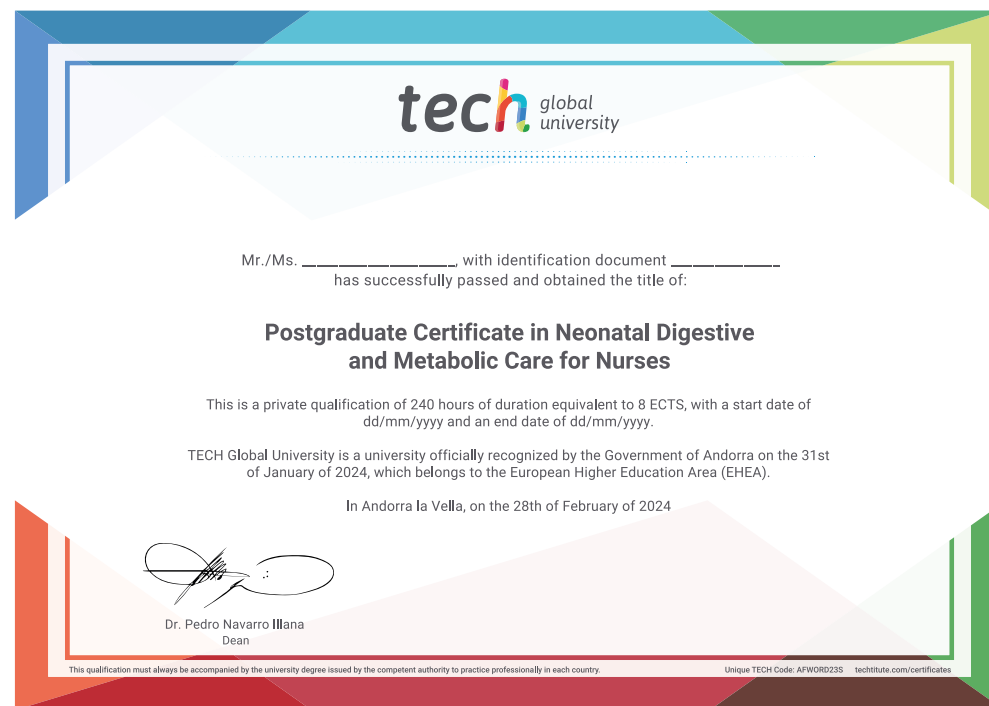 tech global university
Mr./Ms. ___________________, with identification document ______________
has successfully passed and obtained the title of:
Postgraduate Certificate in Neonatal Digestive
and Metabolic Care for Nurses
This is a private qualification of 240 hours of duration equivalent to 8 ECTS, with a start date of
dd/mm/yyyy and an end date of dd/mm/yyyy.
TECH Global University is a university officially recognized by the Government of Andorra on the 31st
of January of 2024, which belongs to the European Higher Education Area (EHEA).
In Andorra la Vella, on the 28th of February of 2024
Dr. Pedro Navarro Illana
Dean
This qualification must always be accompanied by the university degree issued by the competent authority to practice professionally in each country.
Unique TECH Code: AFWORD23S techtitute.com/certificates